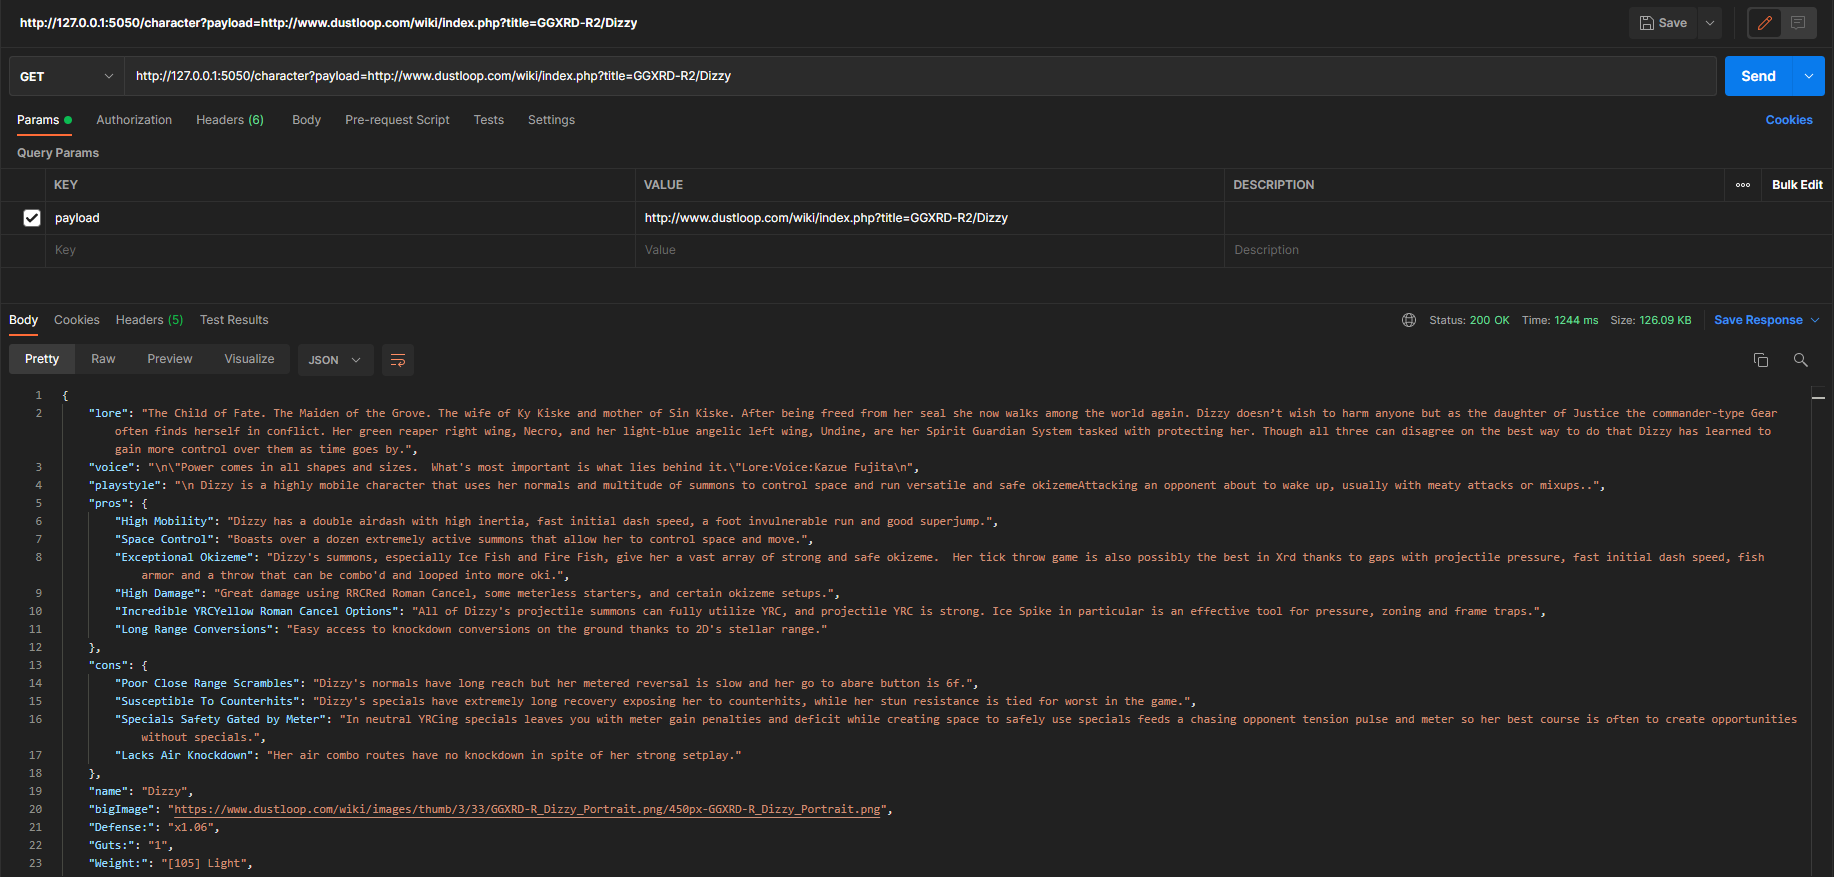 http://127.0.0.1:5050/character?payload=http://www.dustloop.com/wiki/index.php?title=GGXRD-R2/Dizzy
Save
GET
http://127.0.0.1:5050/character?payload=http://www.dustloop.com/wiki/index.php?title=GGXRD-R2/Dizzy
Send
Params Authorization Headers (6) Body Pre-request Script Tests Settings Cookies
Query Params
KEY VALUE DESCRIPTION Bulk Edit
payload http://www.dustloop.com/wiki/index.php?title=GGXRD-R2/Dizzy
Key Value Description
Body Cookies Headers (5) Test Results Status: 200 OK Time: 1244 ms Size: 126.09 KB Save Response
Pretty Raw Preview Visualize JSON
1 {
2 "lore": "The Child of Fate. The Maiden of the Grove. The wife of Ky Kiske and mother of Sin Kiske. After being freed from her seal she now walks among the world again. Dizzy doesn’t wish to harm anyone but as the daughter of Justice the commander-type Gear
often finds herself in conflict. Her green reaper right wing, Necro, and her light-blue angelic left wing, Undine, are her Spirit Guardian System tasked with protecting her. Though all three can disagree on the best way to do that Dizzy has learned to
gain more control over them as time goes by.",
3 "voice": "\n\"Power comes in all shapes and sizes.  What's most important is what lies behind it.\"Lore:Voice:Kazue Fujita\n",
4 "playstyle": "\n Dizzy is a highly mobile character that uses her normals and multitude of summons to control space and run versatile and safe okizemeAttacking an opponent about to wake up, usually with meaty attacks or mixups..",
5 "pros": {
6 "High Mobility": "Dizzy has a double airdash with high inertia, fast initial dash speed, a foot invulnerable run and good superjump.",
7 "Space Control": "Boasts over a dozen extremely active summons that allow her to control space and move.",
8 "Exceptional Okizeme": "Dizzy's summons, especially Ice Fish and Fire Fish, give her a vast array of strong and safe okizeme.  Her tick throw game is also possibly the best in Xrd thanks to gaps with projectile pressure, fast initial dash speed, fish
armor and a throw that can be combo'd and looped into more oki.",
9 "High Damage": "Great damage using RRCRed Roman Cancel, some meterless starters, and certain okizeme setups.",
10 "Incredible YRCYellow Roman Cancel Options": "All of Dizzy's projectile summons can fully utilize YRC, and projectile YRC is strong. Ice Spike in particular is an effective tool for pressure, zoning and frame traps.",
11 "Long Range Conversions": "Easy access to knockdown conversions on the ground thanks to 2D's stellar range."
12 },
13 "cons": {
14 "Poor Close Range Scrambles": "Dizzy's normals have long reach but her metered reversal is slow and her go to abare button is 6f.",
15 "Susceptible To Counterhits": "Dizzy's specials have extremely long recovery exposing her to counterhits, while her stun resistance is tied for worst in the game.",
16 "Specials Safety Gated by Meter": "In neutral YRCing specials leaves you with meter gain penalties and deficit while creating space to safely use specials feeds a chasing opponent tension pulse and meter so her best course is often to create opportunities
without specials.",
17 "Lacks Air Knockdown": "Her air combo routes have no knockdown in spite of her strong setplay."
18 },
19 "name": "Dizzy",
20 "bigImage": "https://www.dustloop.com/wiki/images/thumb/3/33/GGXRD-R_Dizzy_Portrait.png/450px-GGXRD-R_Dizzy_Portrait.png",
21 "Defense:": "x1.06",
22 "Guts:": "1",
23 "Weight:": "[105] Light",